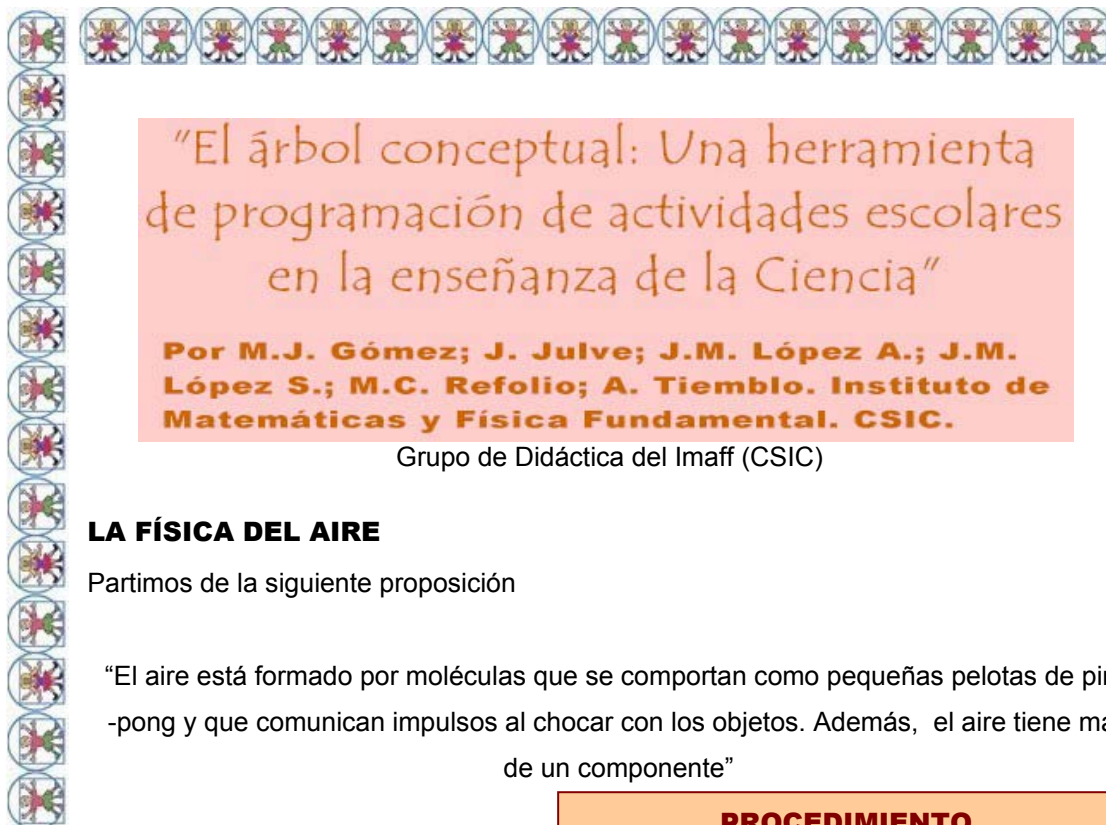 "El árbol conceptual: Una herramienta
de programación de actividades escolares
en la enseñanza de la Ciencia"
Por M.J. Gómez; J. Julve; J.M. López A.; J.M.
López S.; M.C. Refolio; A. Tiemblo. Instituto de
Matemáticas y Física Fundamental. CSIC.
Grupo de Didáctica del Imaff (CSIC)
LA FÍSICA DEL AIRE
Partimos de la siguiente proposición
“El aire está formado por moléculas que se comportan como pequeñas pelotas de
-pong y que comunican impulsos al chocar con los objetos. Además, el aire tiene
de un componente”
PROCEDIMIENTO